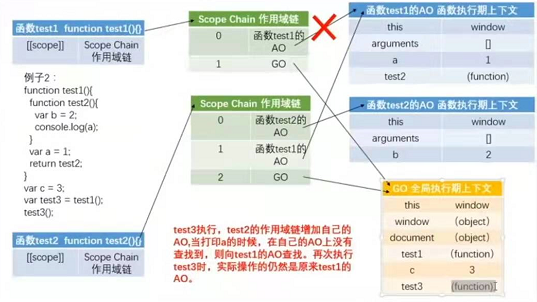 函数test1 function test1(){}
[[scope]] Scope Chain
作用域链
例子2：
function test1(){
function test2(){
var b = 2;
console.log(a);
}
var a = 1;
return test2;
}
var c = 3;
var test3 = test1();
test3();
函数test2 function test2(){}
[[scope]] Scope Chain
作用域链
Scope Chain 作用域链
0 函数test1的
AO
1 GO
Scope Chain 作用域链
0 函数test2的
AO
1 函数test1的
AO
2 GO
test3执行，test2的作用域链增加自己的
AO,当打印a的时候，在自己的AO上没有
查找到，则向test1的AO查找。再次执行
test3时，实际操作的仍然是原来test1的
AO。
函数test1的AO 函数执行期上下文
this window
arguments []
a 1
test2 (function)
函数test2的AO 函数执行期上下文
this window
arguments []
b 2
GO 全局执行期上下文
this window
window (object)
document (object)
test1 (function)
c 3
test3 (function)